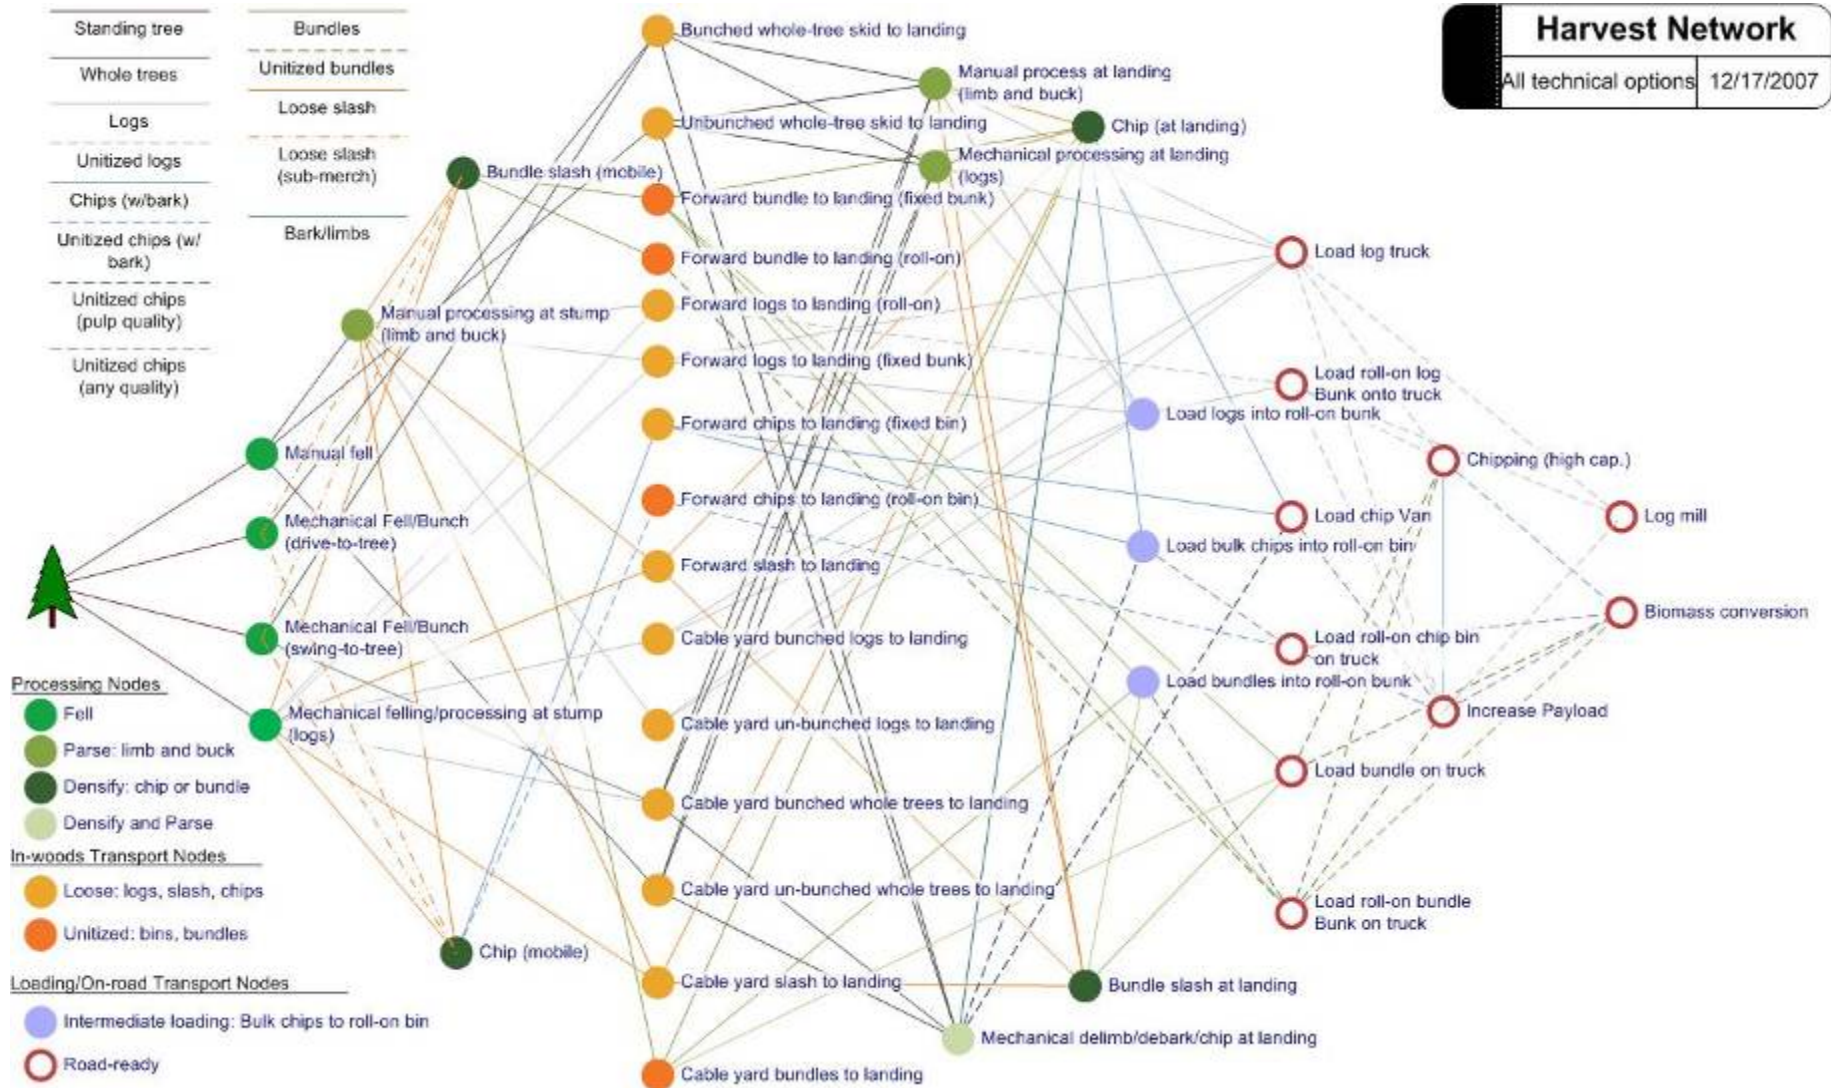 Harvest Network
All technical options
12/17/2007
Standing tree
Whole trees
Logs
Unitized logs
Chips (w/bark)
Unitized chips (w/
bark)
Unitized chips
(pulp quality)
Unitized chips
(any quality)
Bundles
Unitized bundles
Loose slash
Loose slash
(sub-merch)
Bark/limbs
Processing Nodes
Fell
Parse: limb and buck
Densify: chip or bundle
Densify and Parse
In-woods Transport Nodes
Loose: logs, slash, chips
Unitized: bins, bundles
Loading/On-road Transport Nodes
Intermediate loading: Bulk chips to roll-on bin
Road-ready
Manual fell
Mechanical Fell/Bunch
(drive-to-tree)
Mechanical Fell/Bunch
(swing-to-tree)
Mechanical felling/processing at stump
(logs)
Manual processing at stump
(limb and buck)
Bundle slash (mobile)
Chip (mobile)
Bunched whole-tree skid to landing
Unbunched whole-tree skid to landing
Forward bundle to landing (fixed bunk)
Forward bundle to landing (roll-on)
Forward logs to landing (roll-on)
Forward logs to landing (fixed bunk)
Forward chips to landing (fixed bin)
Forward chips to landing (roll-on bin)
Forward slash to landing
Cable yard bunched logs to landing
Cable yard un-bunched logs to landing
Cable yard bunched whole trees to landing
Cable yard un-bunched whole trees to landing
Cable yard slash to landing
Cable yard bundles to landing
Manual process at landing
(limb and buck)
Mechanical processing at landing
(logs)
Chip (at landing)
Mechanical delimb/debark/chip at landing
Bundle slash at landing
Load logs into roll-on bunk
Load bulk chips into roll-on bin
Load bundles into roll-on bunk
Load log truck
Load roll-on log
Bunk onto truck
Load chip Van
Load roll-on chip bin
on truck
Load bundle on truck
Load roll-on bundle
Bunk on truck
Chipping (high cap.)
Increase Payload
Log mill
Biomass conversion